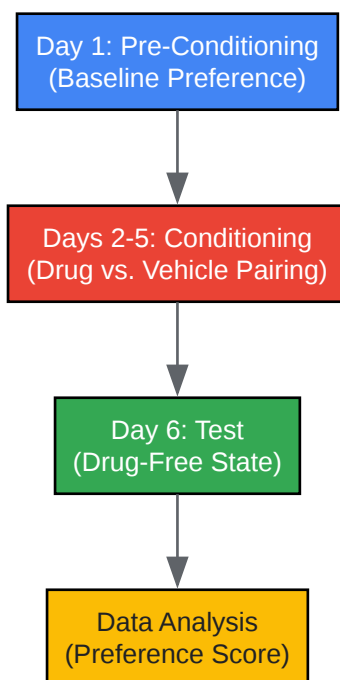 Day 1: Pre-Conditioning
(Baseline Preference)
Days 2-5: Conditioning
(Drug vs. Vehicle Pairing)
Day 6: Test
(Drug-Free State)
Data Analysis
(Preference Score)